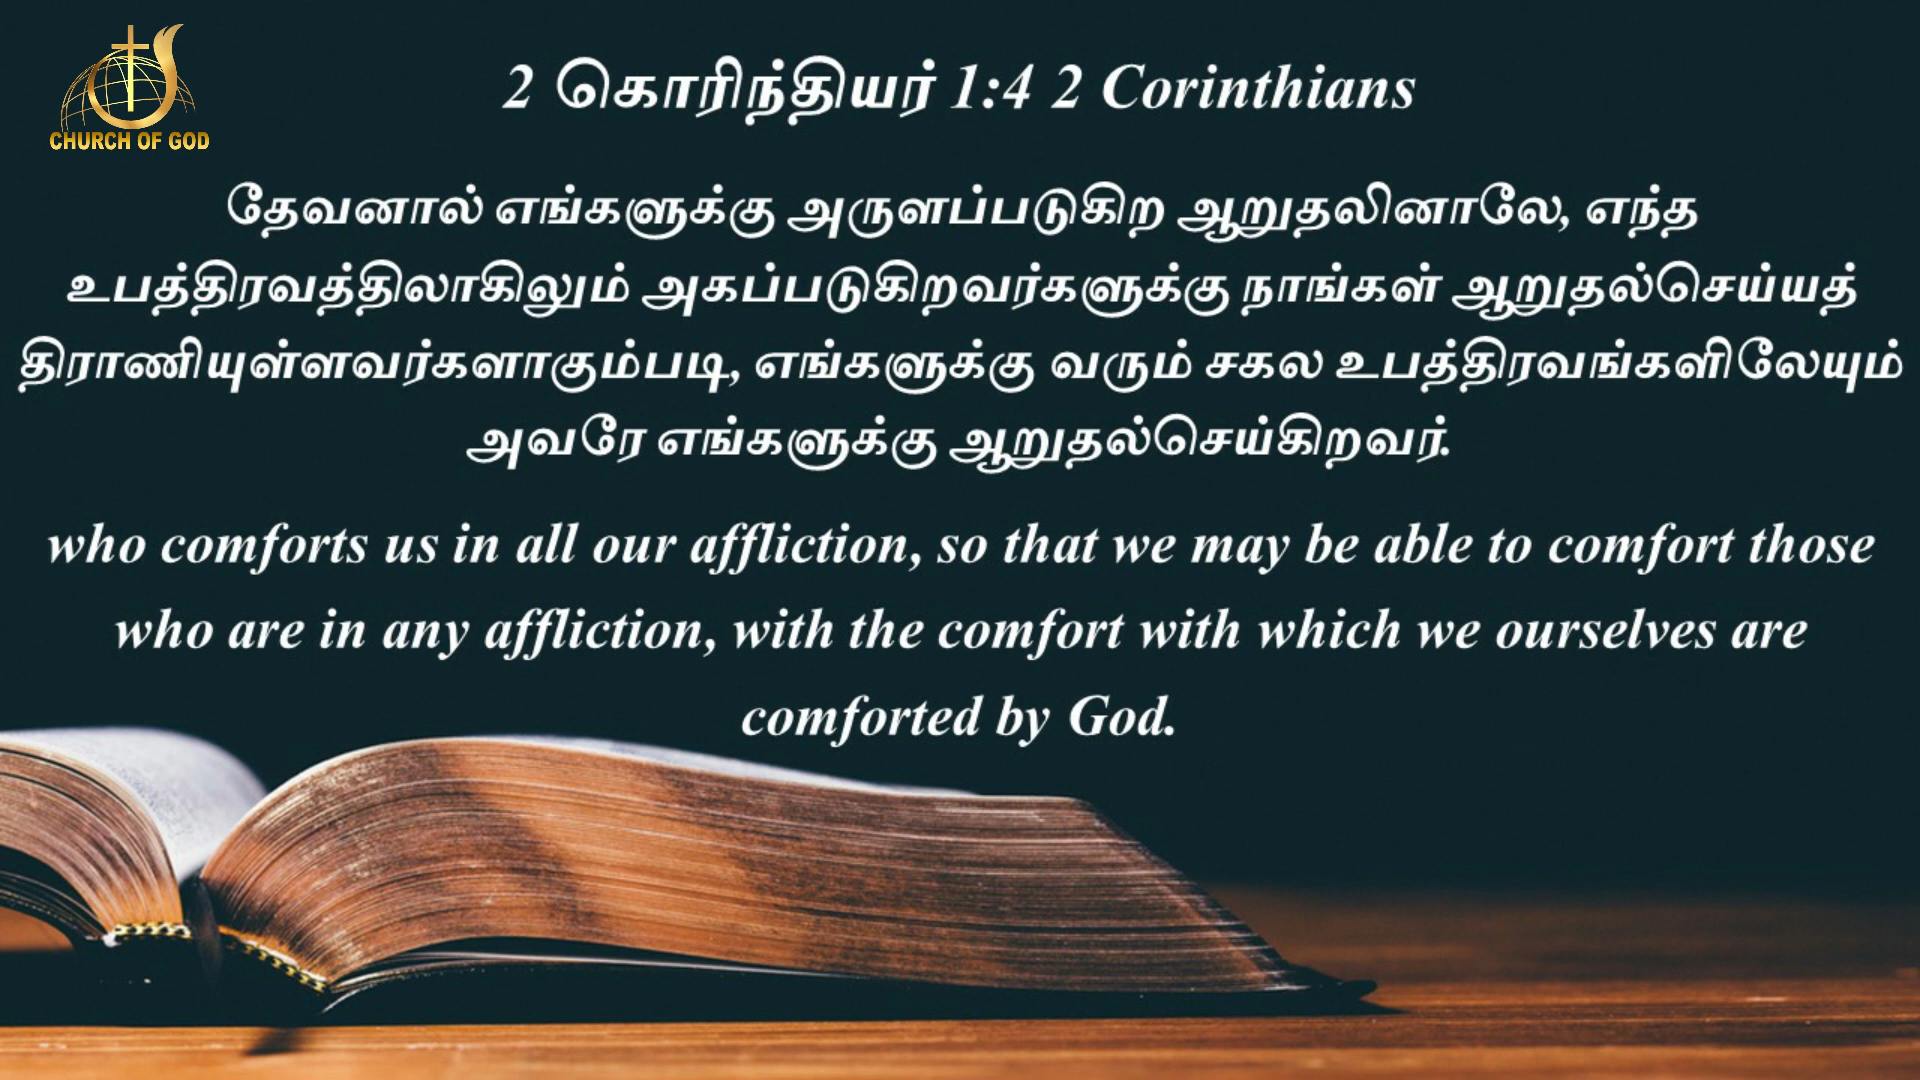 CHURCH OF GOD
2 கொரிந்தியர் 1:4 2 Corinthians
தேவனால் எங்களுக்கு அருளப்படுகிற ஆறுதலினாலே, எந்த
உபத்திரவத்திலாகிலும் அகப்படுகிறவர்களுக்கு நாங்கள் ஆறுதல்செய்யத்
திராணியுள்ளவர்களாகும்படி, எங்களுக்கு வரும் சகல உபத்திரவங்களிலேயும்
அவரே எங்களுக்கு ஆறுதல்செய்கிறவர்.
who comforts us in all our affliction, so that we may be able to comfort those
who are in any affliction, with the comfort with which we ourselves are
comforted by God.